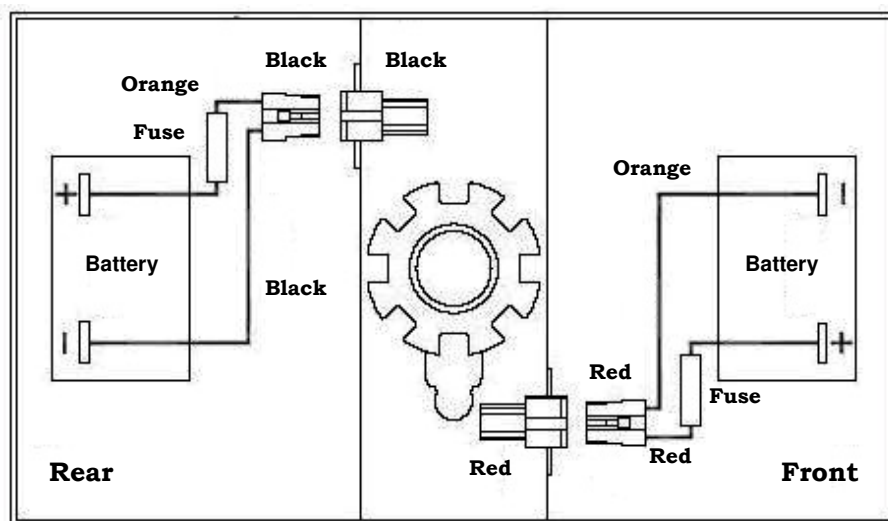 Black
Black
Orange
Fuse
Orange
+
-
Battery
Battery
Black
-
+
Red
Fuse
Red
Red
Rear
Front